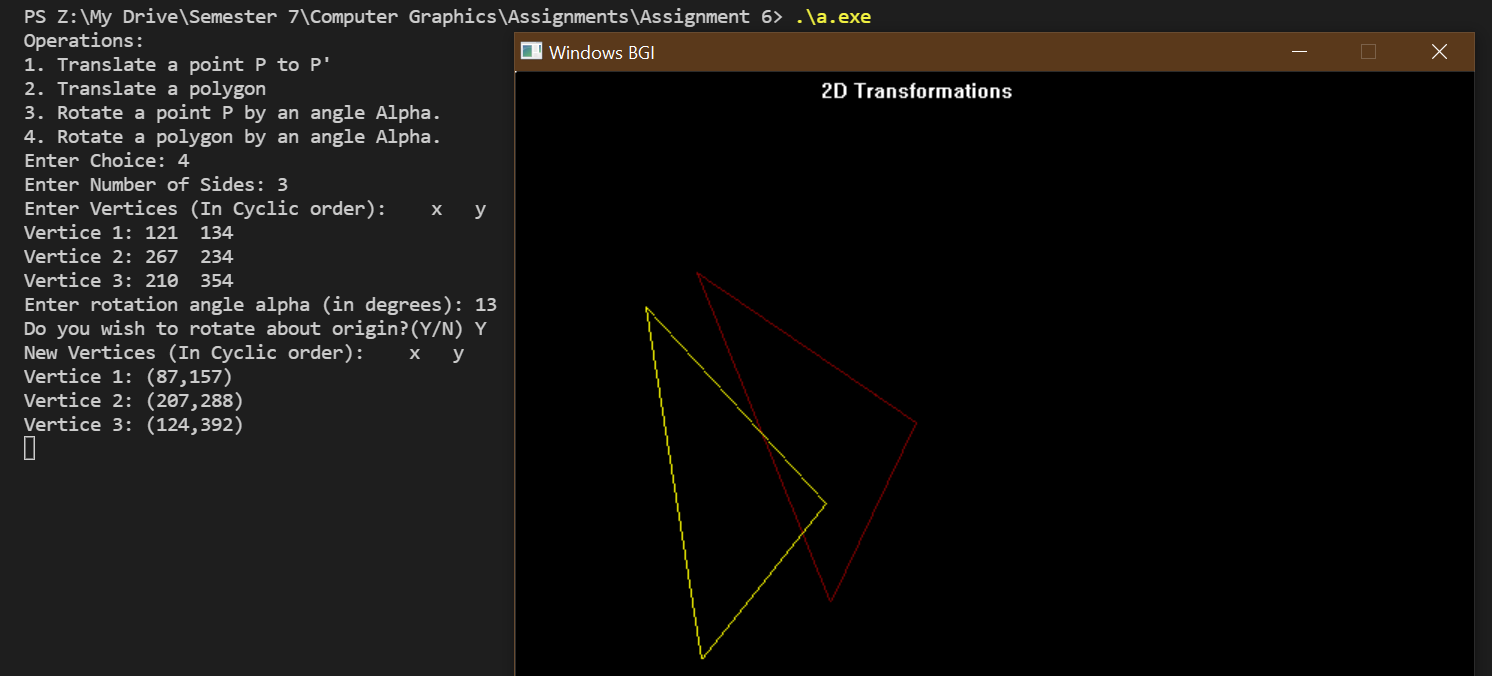 PS Z:\My Drive\Semester 7\Computer Graphics\Assignments\Assignment 6> .\a.exe
Operations:
1. Translate a point P to P'
2. Translate a polygon
3. Rotate a point P by an angle Alpha.
4. Rotate a polygon by an angle Alpha.
Enter Choice: 4
Enter Number of Sides: 3
Enter Vertices (In Cyclic order):    x   y
Vertice 1: 121  134
Vertice 2: 267  234
Vertice 3: 210  354
Enter rotation angle alpha (in degrees): 13
Do you wish to rotate about origin?(Y/N) Y
New Vertices (In Cyclic order):    x   y
Vertice 1: (87,157)
Vertice 2: (207,288)
Vertice 3: (124,392)
Windows BGI
2D Transformations